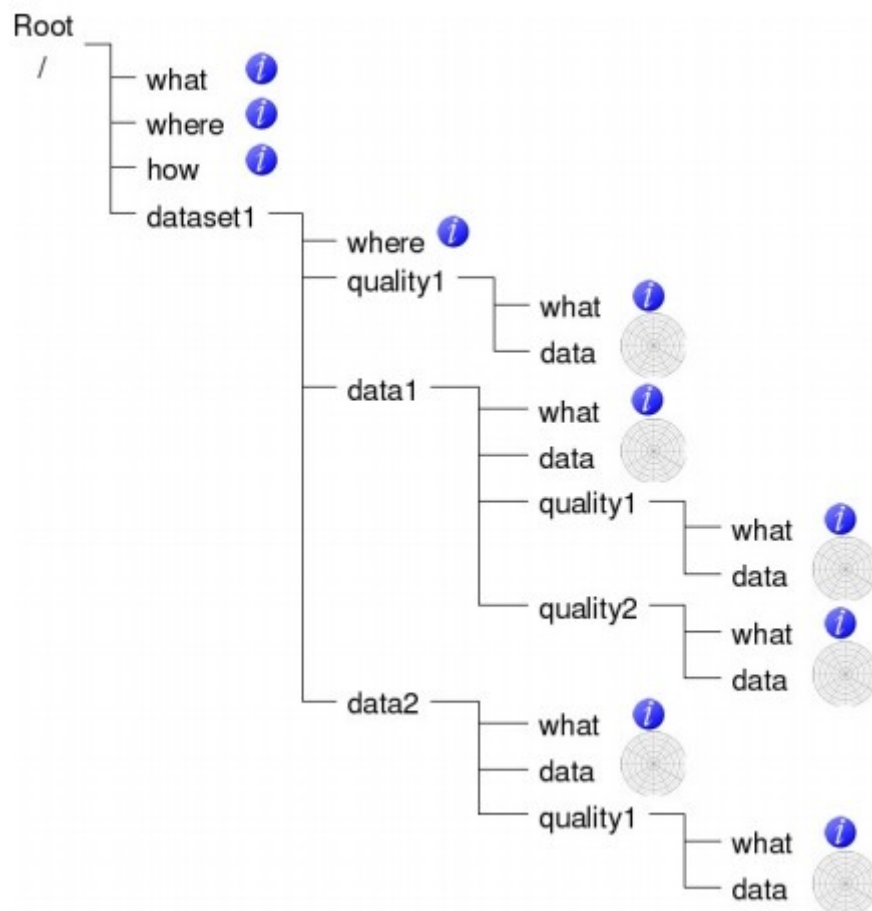 Root
/
what i
where i
how i
dataset1
where i
quality1
what i
data
data1
what i
data
quality1
what i
data
quality2
what i
data
data2
what i
data
quality1
what i
data